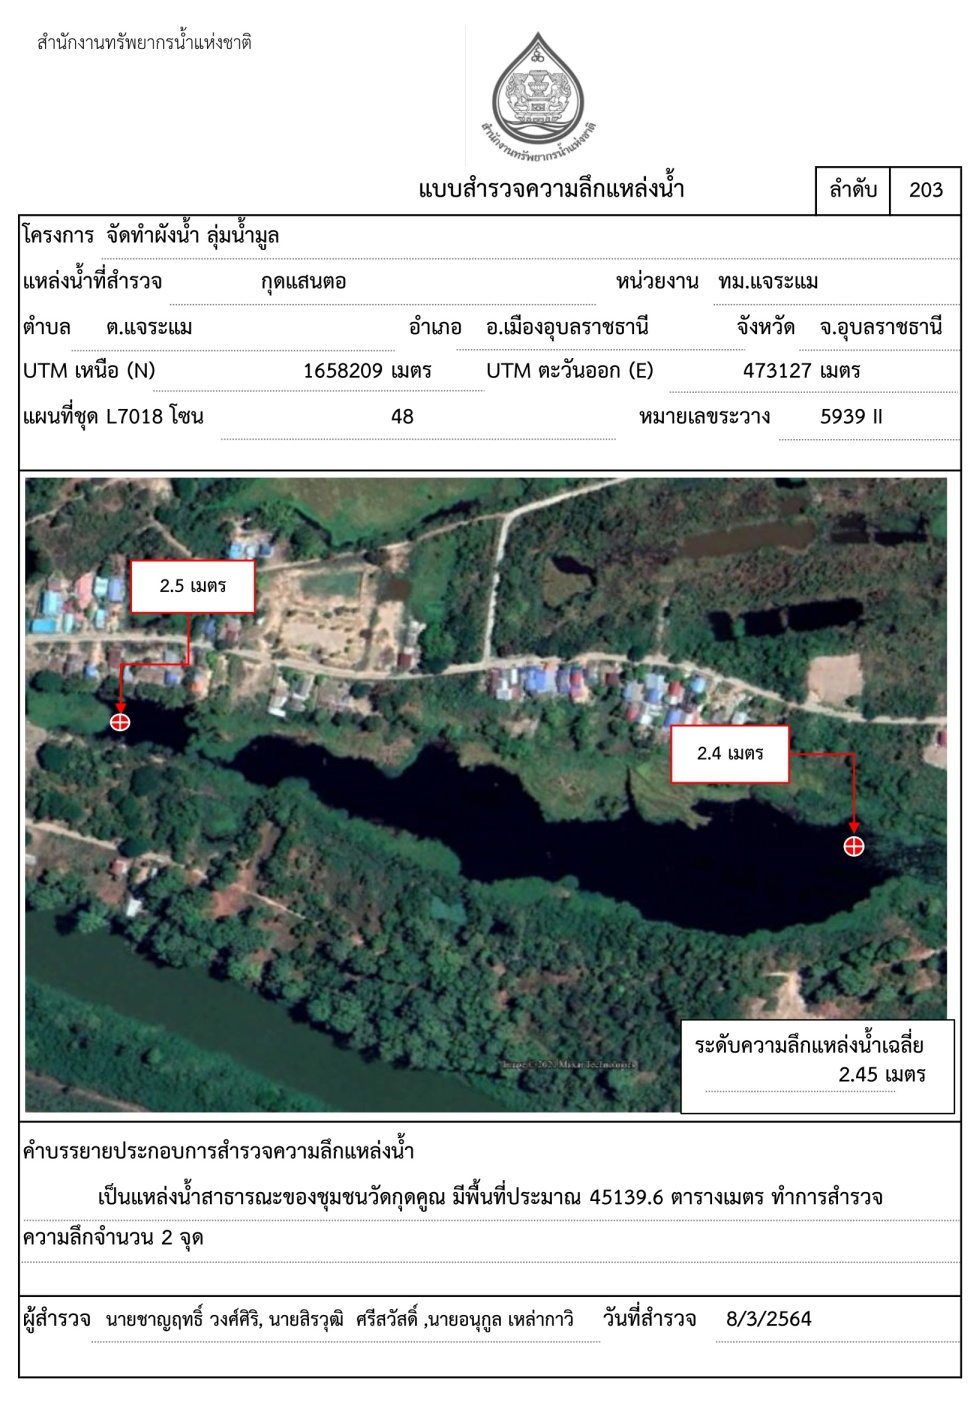 สำนักงานทรัพยากรน้ำแห่งชาติ
สำนักงานทรัพยากรน้ำแห่งชาติ
แบบสำรวจความลึกแหล่งน้ำ ลำดับ 203
โครงการ จัดทำผังน้ำ ลุ่มน้ำมูล
แหล่งน้ำที่สำรวจ กุดแสนตอ หน่วยงาน ทม.แจระแม
ตำบล ต.แจระแม อำเภอ อ.เมืองอุบลราชธานี จังหวัด จ.อุบลราชธานี
UTM เหนือ (N) 1658209 เมตร UTM ตะวันออก (E) 473127 เมตร
แผนที่ชุด L7018 โซน 48 หมายเลขระวาง 5939 II
2.5 เมตร
2.4 เมตร
ระดับความลึกแหล่งน้ำเฉลี่ย
2.45 เมตร
คำบรรยายประกอบการสำรวจความลึกแหล่งน้ำ
เป็นแหล่งน้ำสาธารณะของชุมชนวัดกุดคูณ มีพื้นที่ประมาณ 45139.6 ตารางเมตร ทำการสำรวจ
ความลึกจำนวน 2 จุด
ผู้สำรวจ นายชาญฤทธิ์ วงศ์ศิริ, นายสิรวุฒิ ศรีสวัสดิ์ ,นายอนุกูล เหล่ากาวิ วันที่สำรวจ 8/3/2564